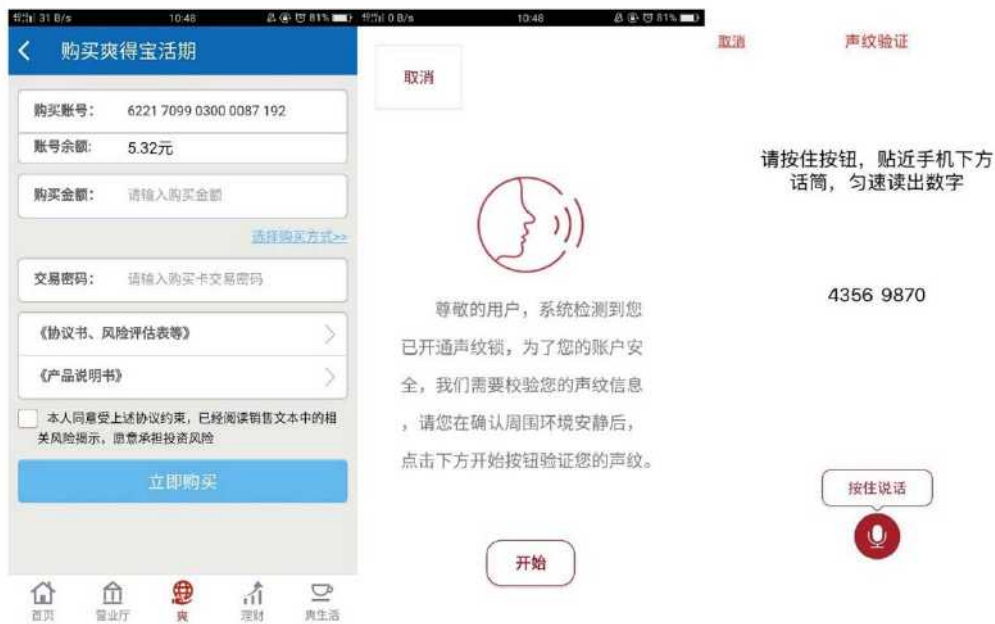 31 B/s
10:48
81%
购买爽得宝活期
购买账号：
6221 7099 0300 0087 192
账号余额:
5.32元
购买金额：
请输入购买金额
选择购买方式>>
交易密码：
请输入购买卡交易密码
《协议书、风险评估表等》
《产品说明书》
本人同意受上述协议约束，已经阅读销售文本中的相
关风险揭示，愿意承担投资风险
立即购买
首页
营业厅
爽
理财
爽生活
0 B/s
10:48
81%
取消
尊敬的用户，系统检测到您
已开通声纹锁，为了您的账户安
全，我们需要校验您的声纹信息
，请您在确认周围环境安静后，
点击下方开始按钮验证您的声纹。
开始
取消
声纹验证
请按住按钮，贴近手机下方
话筒，匀速读出数字
4356 9870
按住说话